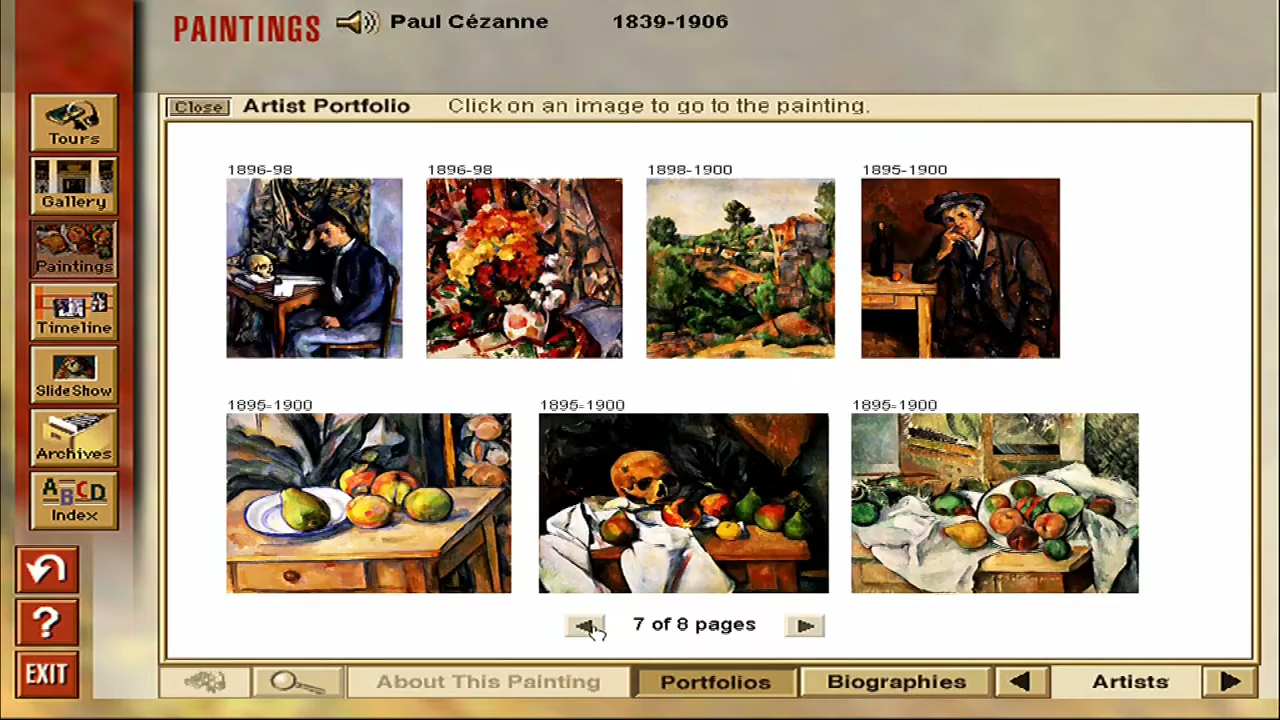 PAINTINGS Paul Cézanne 1839-1906
Close Artist Portfolio Click on an image to go to the painting.
Tours
Gallery
Paintings
Timeline
Slide Show
Archives
ABCD
Index
?
EXIT
1896-98 1896-98 1898-1900 1895-1900
1895-1900 1895-1900 1895-1900
7 of 8 pages
About This Painting Portfolios Biographies Artists